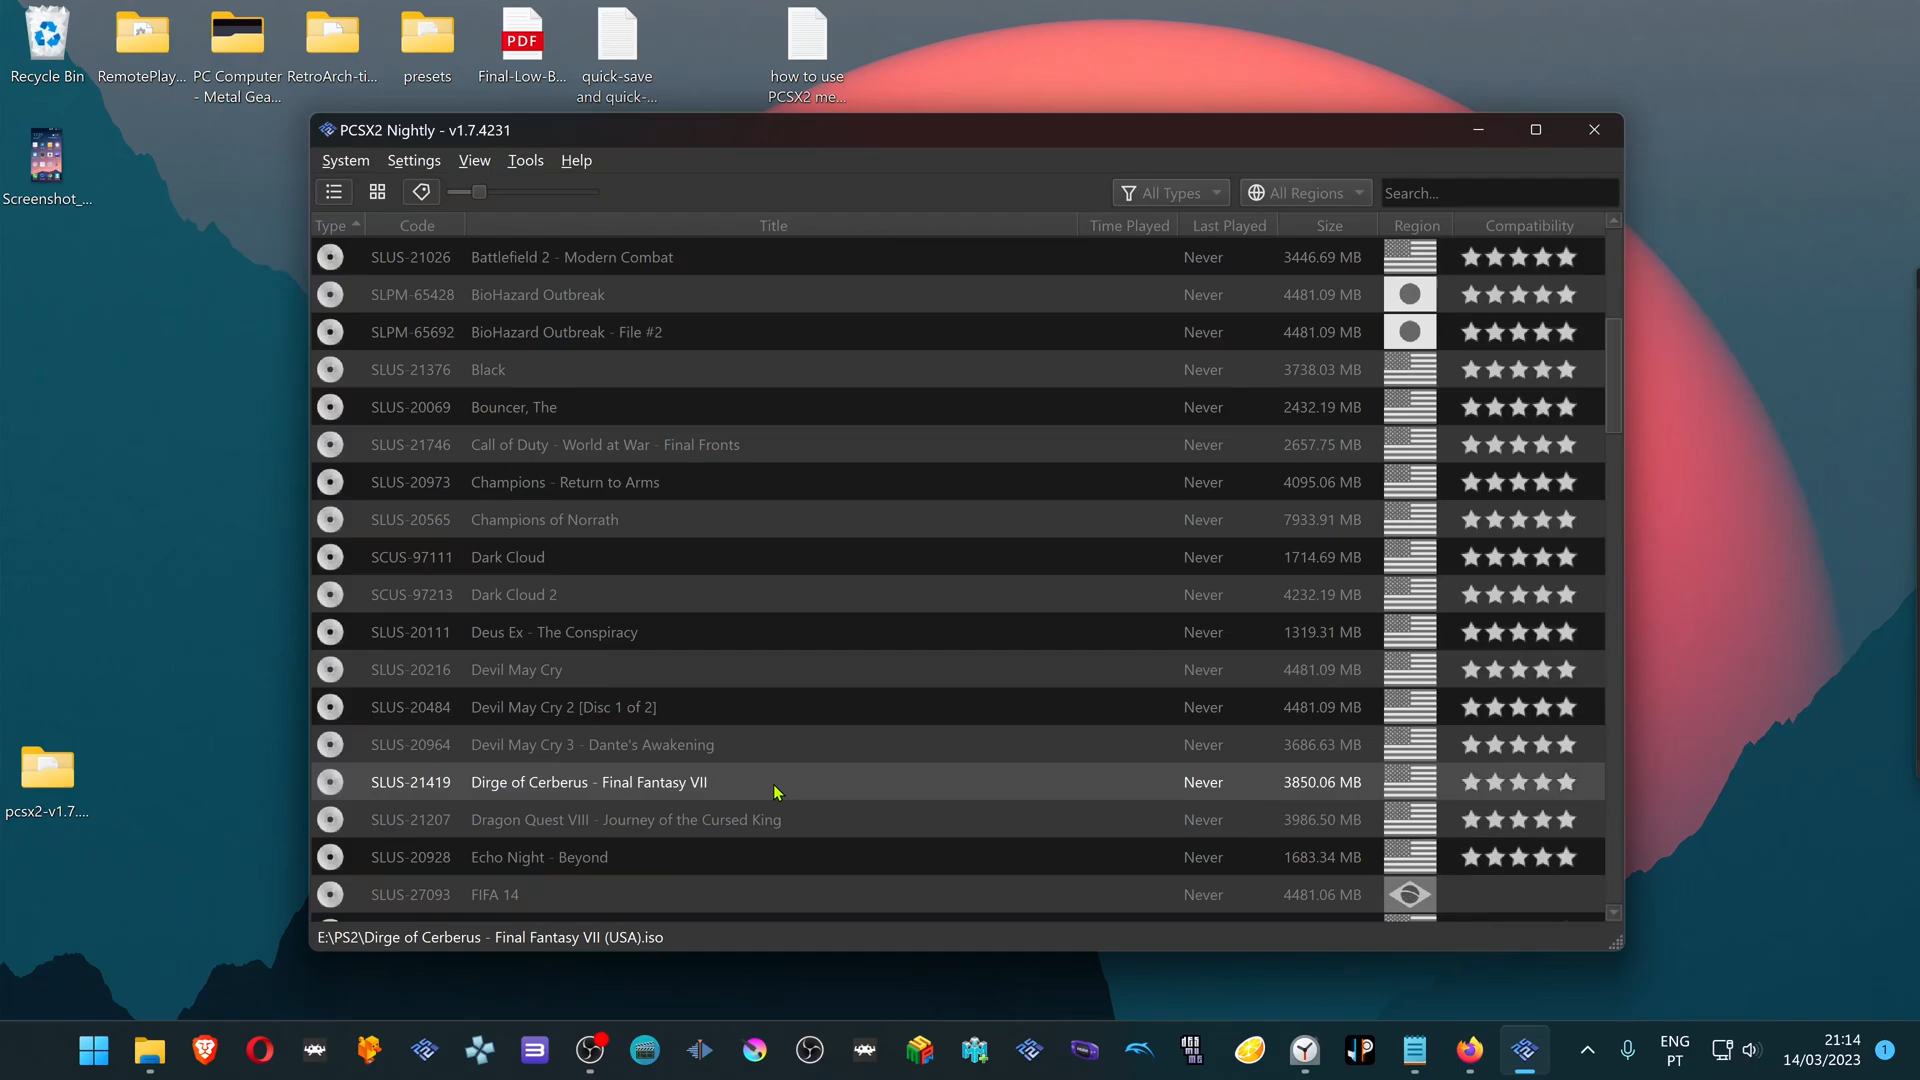 Recycle Bin
RemotePlay...
PC Computer - Metal Gea...
RetroArch-ti...
presets
PDF
Final-Low-B...
quick-save and quick-...
how to use PCSX2 me...
Screenshot_...
pcsx2-v1.7....
PCSX2 Nightly - v1.7.4231
System Settings View Tools Help
All Types All Regions Search...
Type Code Title Time Played Last Played Size Region Compatibility
SLUS-21026 Battlefield 2 - Modern Combat Never 3446.69 MB
SLPM-65428 BioHazard Outbreak Never 4481.09 MB
SLPM-65692 BioHazard Outbreak - File #2 Never 4481.09 MB
SLUS-21376 Black Never 3738.03 MB
SLUS-20069 Bouncer, The Never 2432.19 MB
SLUS-21746 Call of Duty - World at War - Final Fronts Never 2657.75 MB
SLUS-20973 Champions - Return to Arms Never 4095.06 MB
SLUS-20565 Champions of Norrath Never 7933.91 MB
SCUS-97111 Dark Cloud Never 1714.69 MB
SCUS-97213 Dark Cloud 2 Never 4232.19 MB
SLUS-20111 Deus Ex - The Conspiracy Never 1319.31 MB
SLUS-20216 Devil May Cry Never 4481.09 MB
SLUS-20484 Devil May Cry 2 [Disc 1 of 2] Never 4481.09 MB
SLUS-20964 Devil May Cry 3 - Dante's Awakening Never 3686.63 MB
SLUS-21419 Dirge of Cerberus - Final Fantasy VII Never 3850.06 MB
SLUS-21207 Dragon Quest VIII - Journey of the Cursed King Never 3986.50 MB
SLUS-20928 Echo Night - Beyond Never 1683.34 MB
SLUS-27093 FIFA 14 Never 4481.06 MB
E:\PS2\Dirge of Cerberus - Final Fantasy VII (USA).iso
ENG
PT
21:14
14/03/2023
1